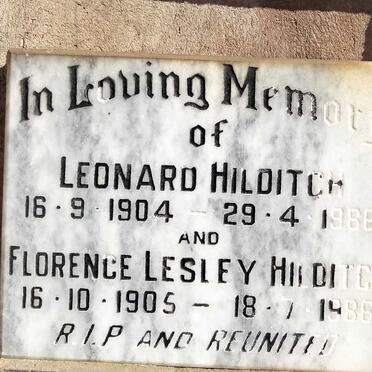 In Loving Memory
of
LEONARD HILDITCH
16·9·1904 – 29·4·
AND
FLORENCE LESLEY HILDITCH
16·10·1905 – 18·7·1986
R.I.P AND REUNITED